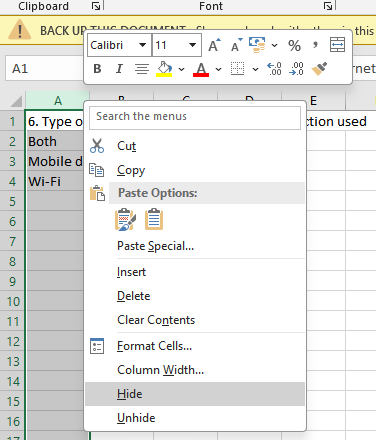 Clipboard Font
BACK UP THIS DOCUMENT
Calibri 11 A A $ % ,
B I A .00
A1
A B C D E
1 6. Type o ction used
2 Both
3 Mobile d
4 Wi-Fi
5
6
7
8
9
10
11
12
13
14
15
16
17
Search the menus
Cut
Copy
Paste Options:
Paste Special...
Insert
Delete
Clear Contents
Format Cells...
Column Width...
Hide
Unhide